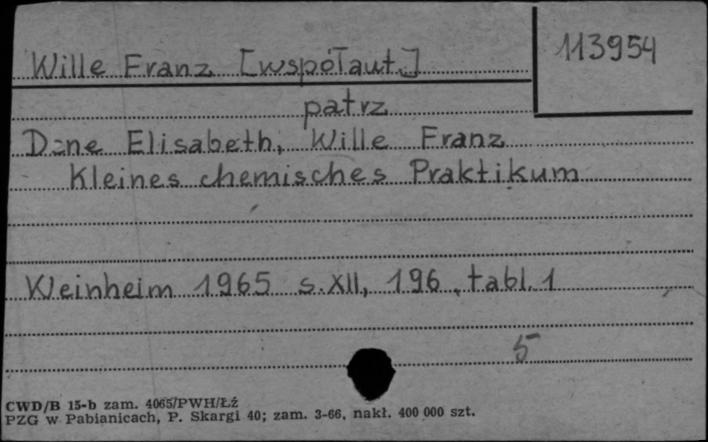 113954
Wille Franz [współaut.]
patrz
Dane Elisabeth, Wille Franz
Kleines chemisches Praktikum
Weinheim 1965 s. XII, 196, tabl. 1
5
CWD/B 15-b zam. 4065/PWH/Łź
PZG w Pabianicach, P. Skargi 40; zam. 3-66, nakł. 400 000 szt.